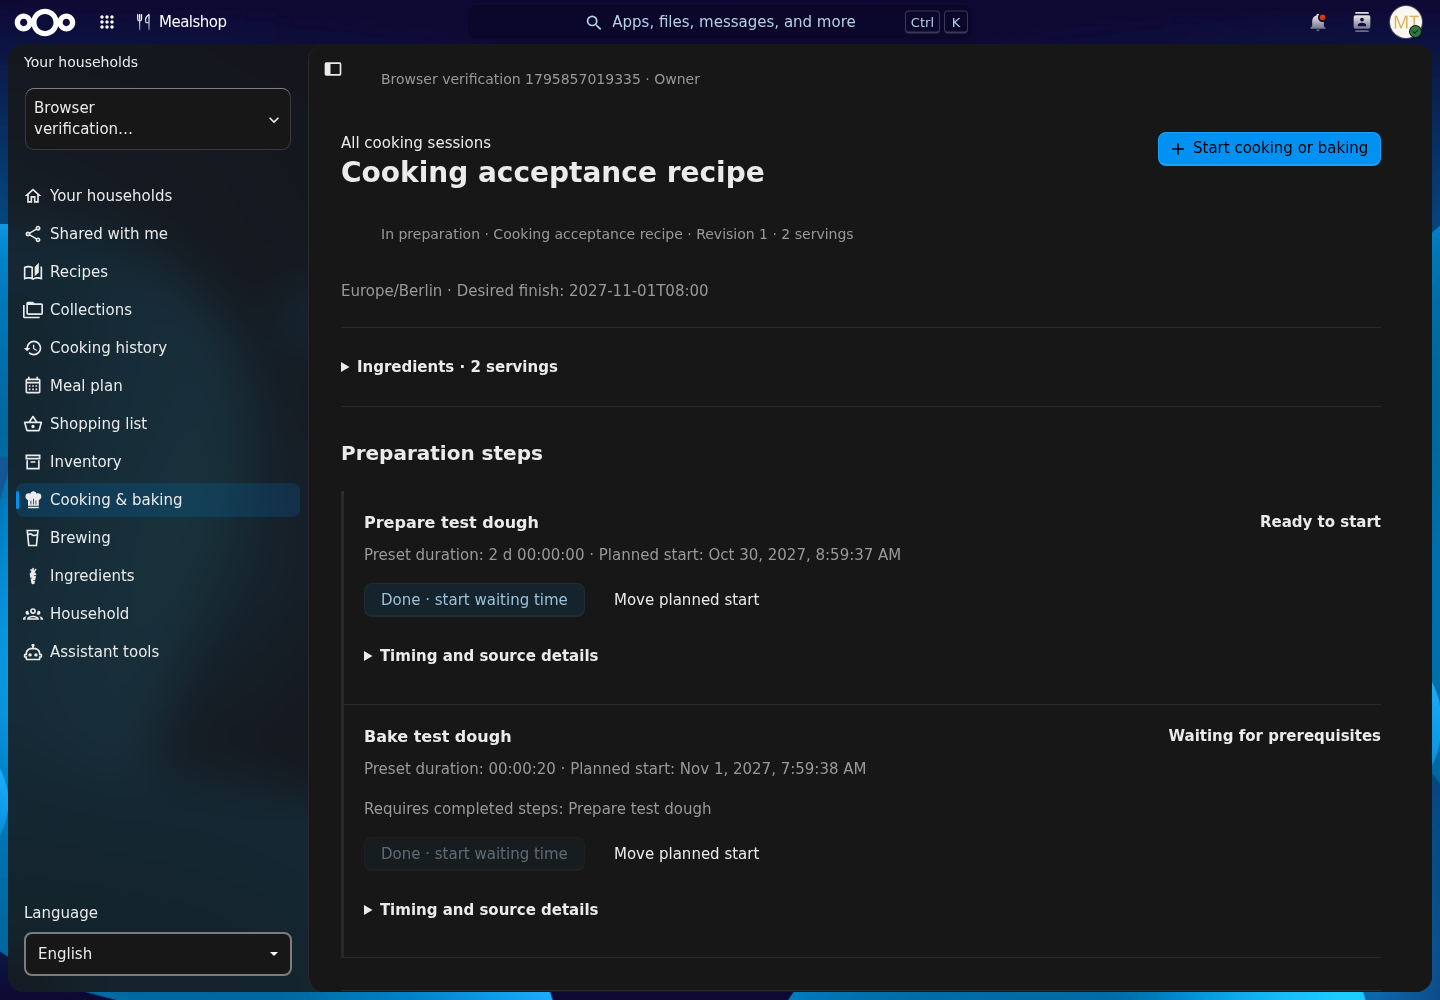 Mealshop
Apps, files, messages, and more
Ctrl K
MT
Your households
Browser
verification...
Your households
Shared with me
Recipes
Collections
Cooking history
Meal plan
Shopping list
Inventory
Cooking & baking
Brewing
Ingredients
Household
Assistant tools
Language
English
Browser verification 1795857019335 · Owner
All cooking sessions
Start cooking or baking
Cooking acceptance recipe
In preparation · Cooking acceptance recipe · Revision 1 · 2 servings
Europe/Berlin · Desired finish: 2027-11-01T08:00
Ingredients · 2 servings
Preparation steps
Prepare test dough
Ready to start
Preset duration: 2 d 00:00:00 · Planned start: Oct 30, 2027, 8:59:37 AM
Done · start waiting time
Move planned start
Timing and source details
Bake test dough
Waiting for prerequisites
Preset duration: 00:00:20 · Planned start: Nov 1, 2027, 7:59:38 AM
Requires completed steps: Prepare test dough
Done · start waiting time
Move planned start
Timing and source details